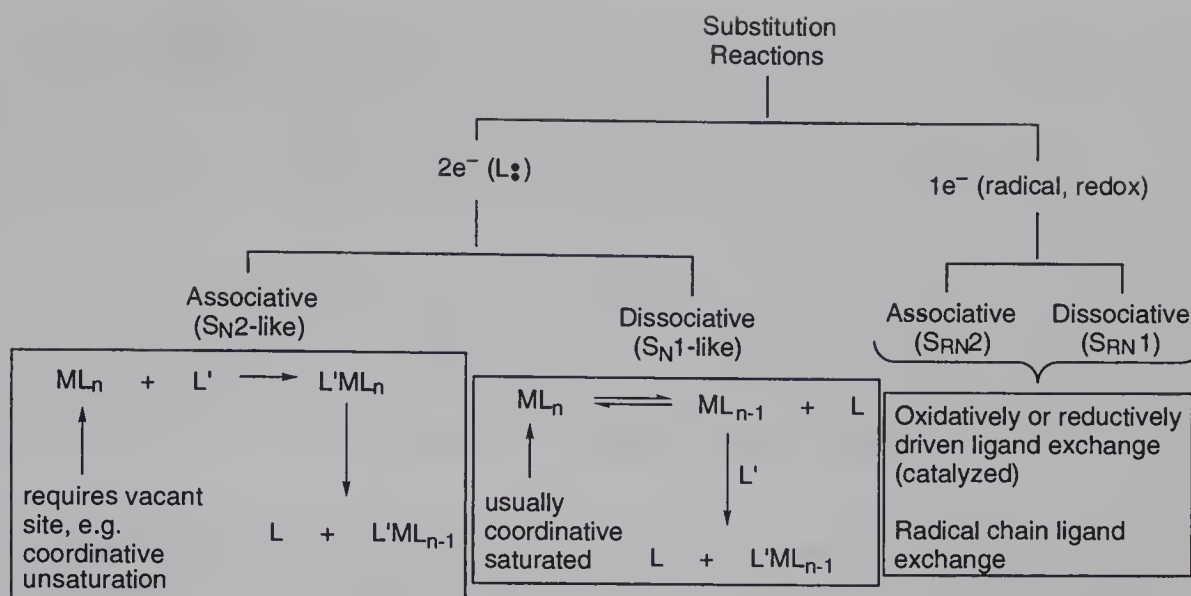 Substitution
Reactions
2e⁻ (L:)
1e⁻ (radical, redox)
Associative
(SN2-like)
Dissociative
(SN1-like)
Associative
(SRN2)
Dissociative
(SRN1)
MLn + L' L'MLn
requires vacant
site, e.g.
coordinative
unsaturation
L + L'MLn-1
MLn MLn-1 + L
L'
usually
coordinative
saturated
L + L'MLn-1
Oxidatively or reductively
driven ligand exchange
(catalyzed)
Radical chain ligand
exchange